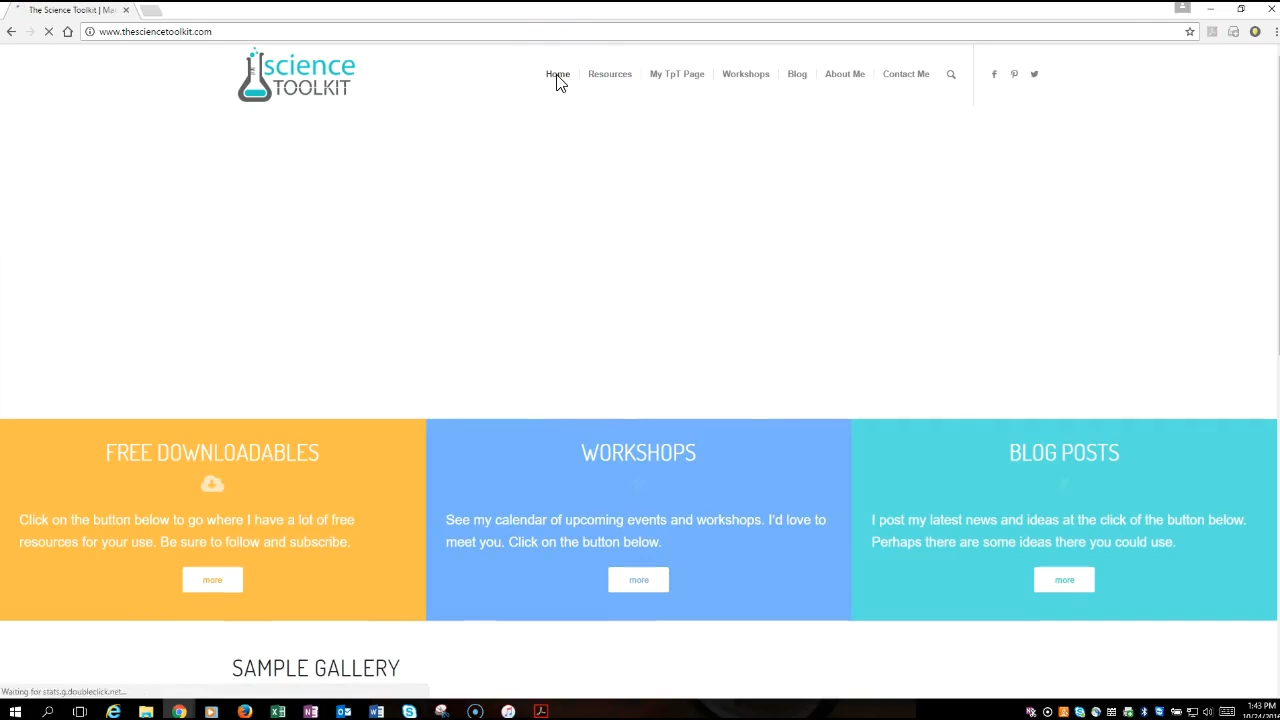 The Science Toolkit | Ma
www.thesciencetoolkit.com
THE science
TOOLKIT
Home
Resources
My TpT Page
Workshops
Blog
About Me
Contact Me
FREE DOWNLOADABLES
Click on the button below to go where I have a lot of free
resources for your use. Be sure to follow and subscribe.
more
WORKSHOPS
See my calendar of upcoming events and workshops. I'd love to
meet you. Click on the button below.
more
BLOG POSTS
I post my latest news and ideas at the click of the button below.
Perhaps there are some ideas there you could use.
more
SAMPLE GALLERY
Waiting for stats.g.doubleclick.net...
1:43 PM